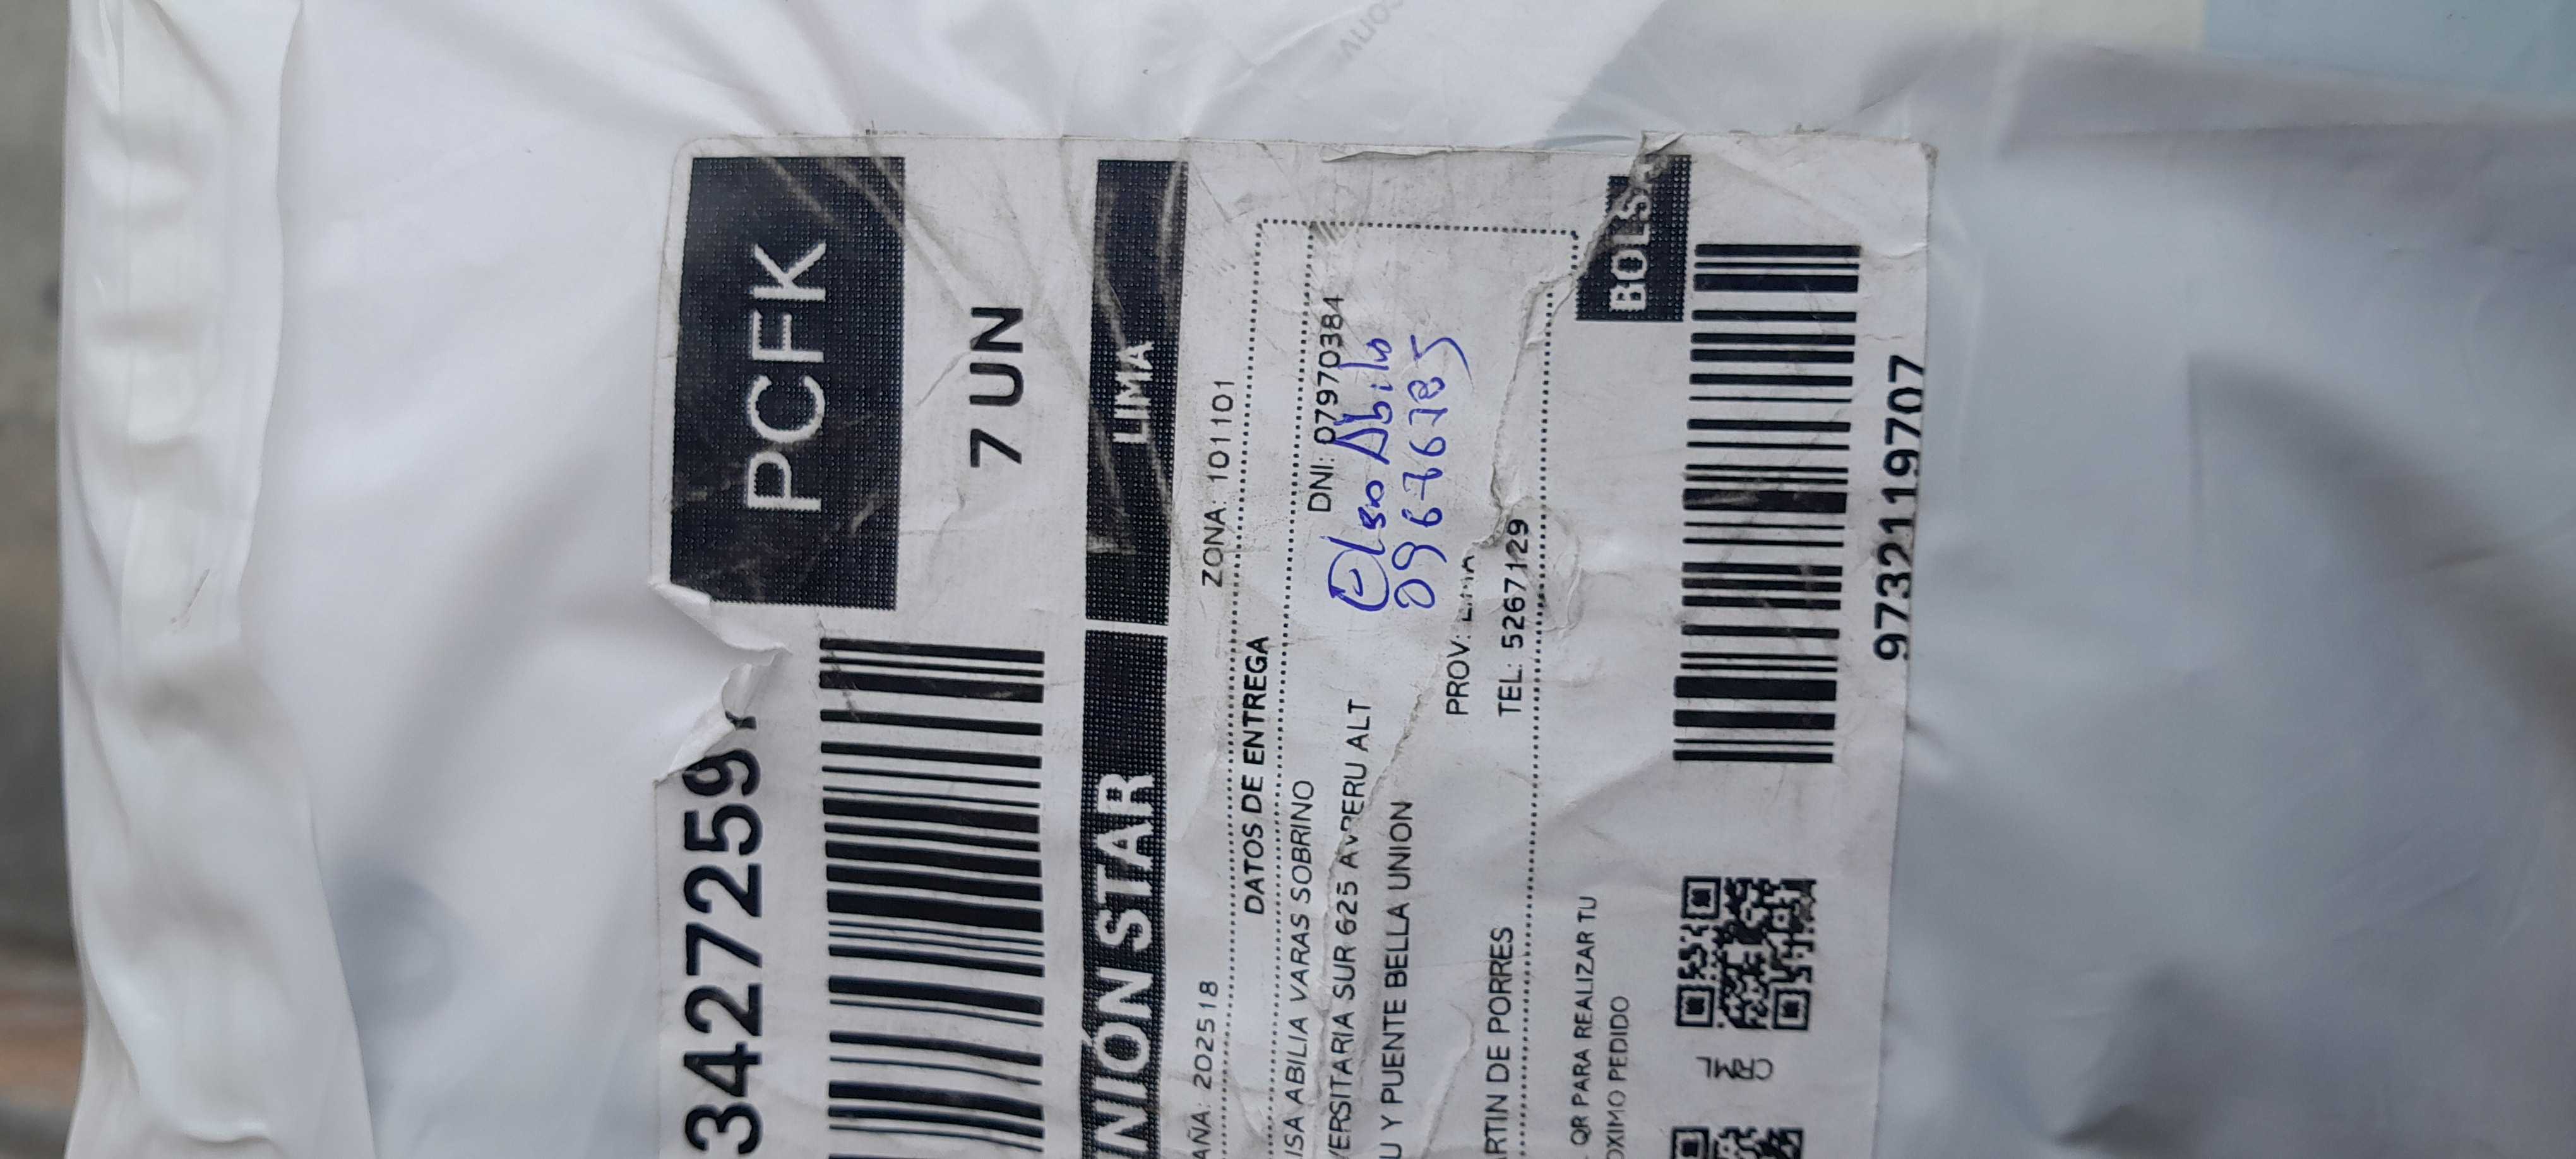 PCFK
3427259
7 UN
NIÓN STAR
LIMA
AÑA: 202518
ZONA: 101101
DATOS DE ENTREGA
ISA ABILIA VARAS SOBRINO
DNI: 07970384
VERSITARIA SUR 625 AV PERU ALT
U Y PUENTE BELLA UNION
PROV: Lima
ARTIN DE PORRES
TEL: 5267129
QR PARA REALIZAR TU
OXIMO PEDIDO
BOLS
CRML
9732119707